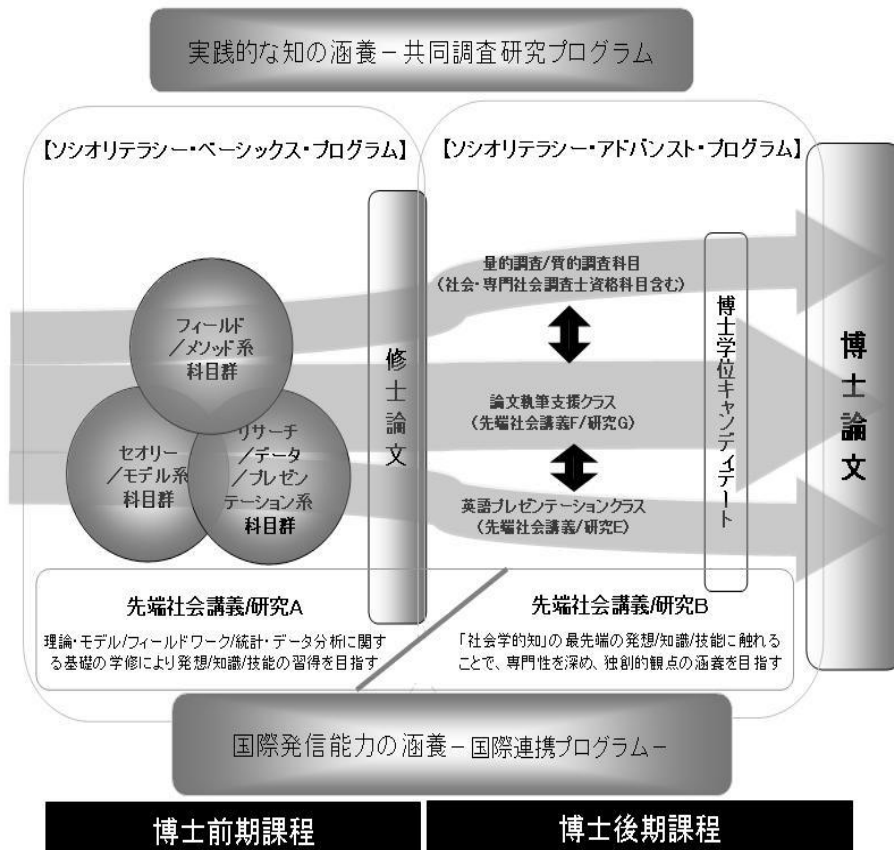 実践的な知の涵養－共同調査研究プログラム
【ソシオリテラシー・ベーシックス・プログラム】
フィールド
／メソッド系
科目群
セオリー
／モデル系
科目群
リサーチ
／データ
／プレゼン
テーション系
科目群
修士論文
先端社会講義/研究A
理論・モデル/フィールドワーク/統計・データ分析に関す
る基礎の学修により発想/知識/技能の習得を目指す
【ソシオリテラシー・アドバンスト・プログラム】
量的調査/質的調査科目
（社会・専門社会調査士資格科目含む）
論文執筆支援クラス
（先端社会講義F/研究G）
英語プレゼンテーションクラス
（先端社会講義/研究E）
博士学位キャンディデート
博士論文
先端社会講義/研究B
「社会学的知」の最先端の発想/知識/技能に触れる
ことで、専門性を深め、独創的観点の涵義を目指す
国際発信能力の涵養－国際連携プログラム－
博士前期課程
博士後期課程